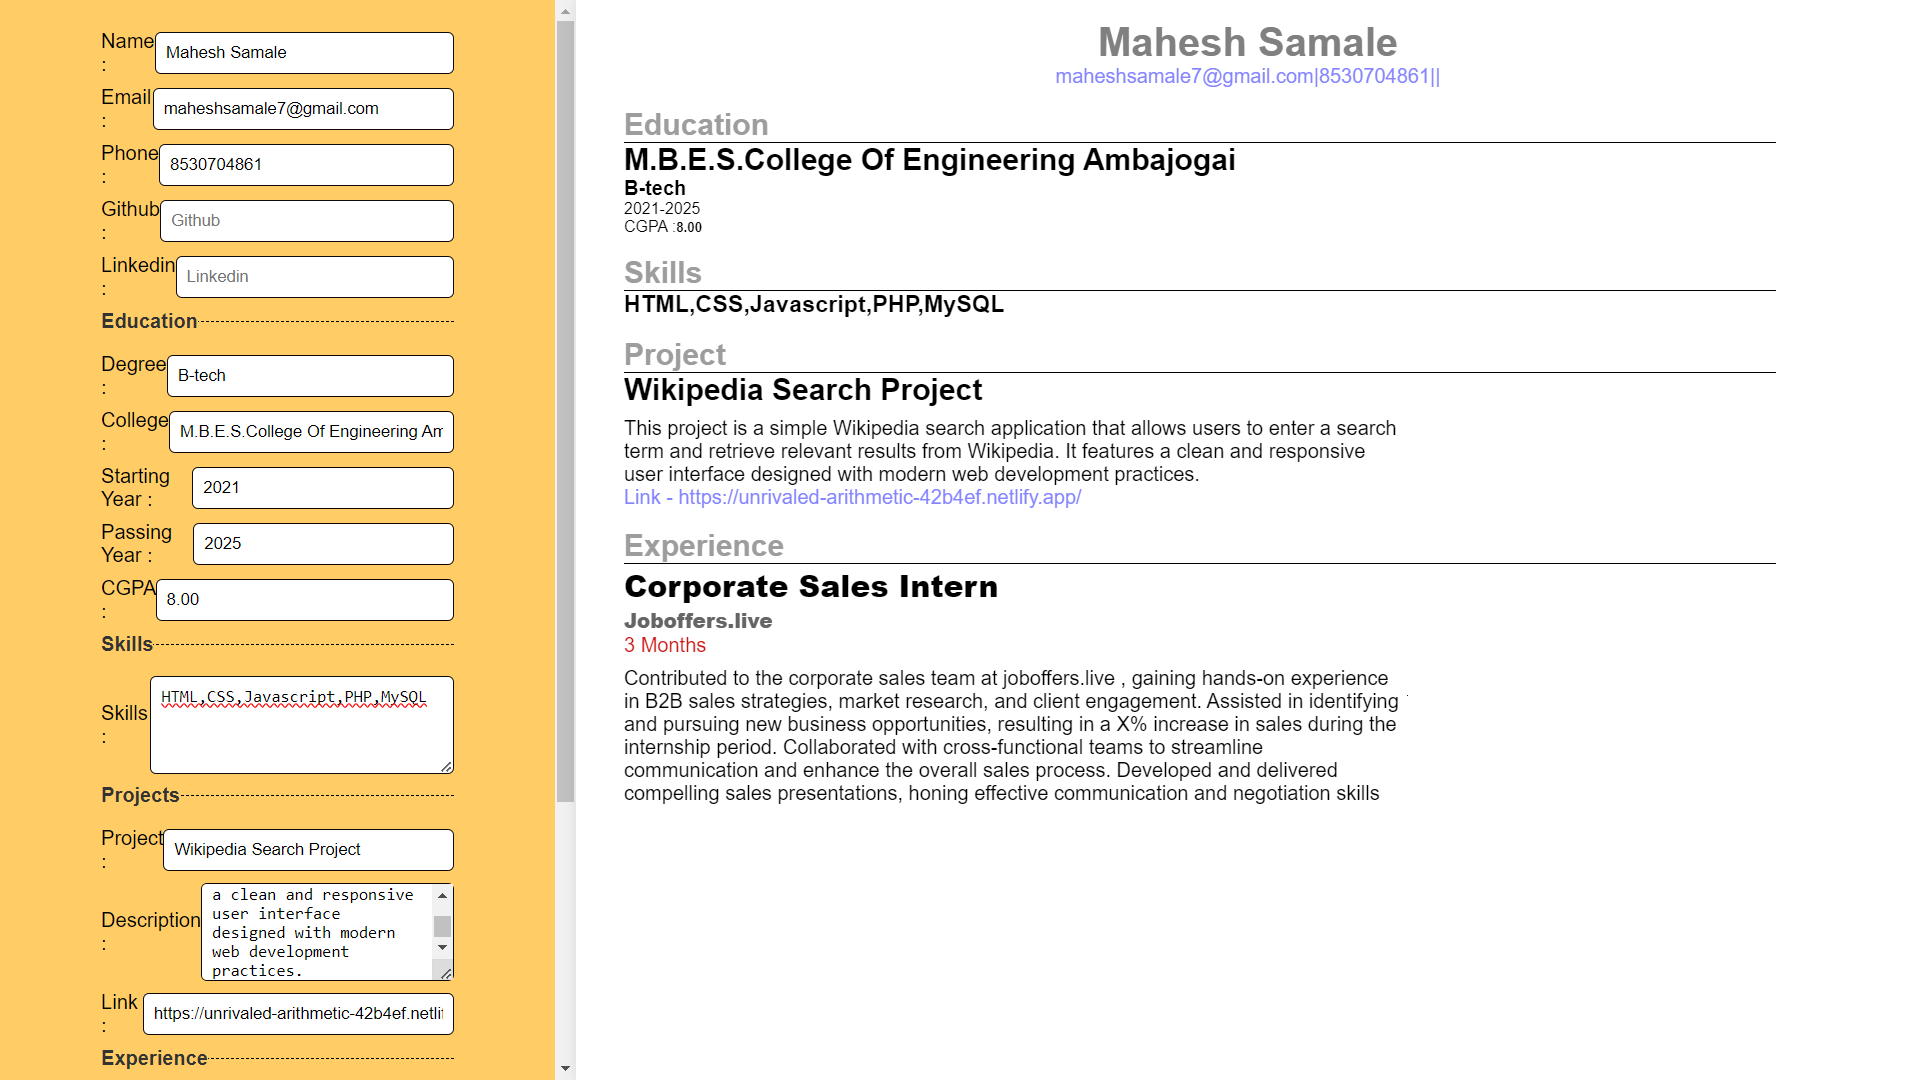 Name
:
Mahesh Samale
Email
:
maheshsamale7@gmail.com
Phone
:
8530704861
Github
:
Github
Linkedin
:
Linkedin
Education
Degree
:
B-tech
College
:
M.B.E.S.College Of Engineering Am
Starting
Year :
2021
Passing
Year :
2025
CGPA
:
8.00
Skills
Skills
:
HTML,CSS,Javascript,PHP,MySQL
Projects
Project
:
Wikipedia Search Project
Description
:
a clean and responsive
user interface
designed with modern
web development
practices.
Link
:
https://unrivaled-arithmetic-42b4ef.netlif
Experience
Mahesh Samale
maheshsamale7@gmail.com|8530704861||
Education
M.B.E.S.College Of Engineering Ambajogai
B-tech
2021-2025
CGPA :8.00
Skills
HTML,CSS,Javascript,PHP,MySQL
Project
Wikipedia Search Project
This project is a simple Wikipedia search application that allows users to enter a search
term and retrieve relevant results from Wikipedia. It features a clean and responsive
user interface designed with modern web development practices.
Link - https://unrivaled-arithmetic-42b4ef.netlify.app/
Experience
Corporate Sales Intern
Joboffers.live
3 Months
Contributed to the corporate sales team at joboffers.live , gaining hands-on experience
in B2B sales strategies, market research, and client engagement. Assisted in identifying
and pursuing new business opportunities, resulting in a X% increase in sales during the
internship period. Collaborated with cross-functional teams to streamline
communication and enhance the overall sales process. Developed and delivered
compelling sales presentations, honing effective communication and negotiation skills